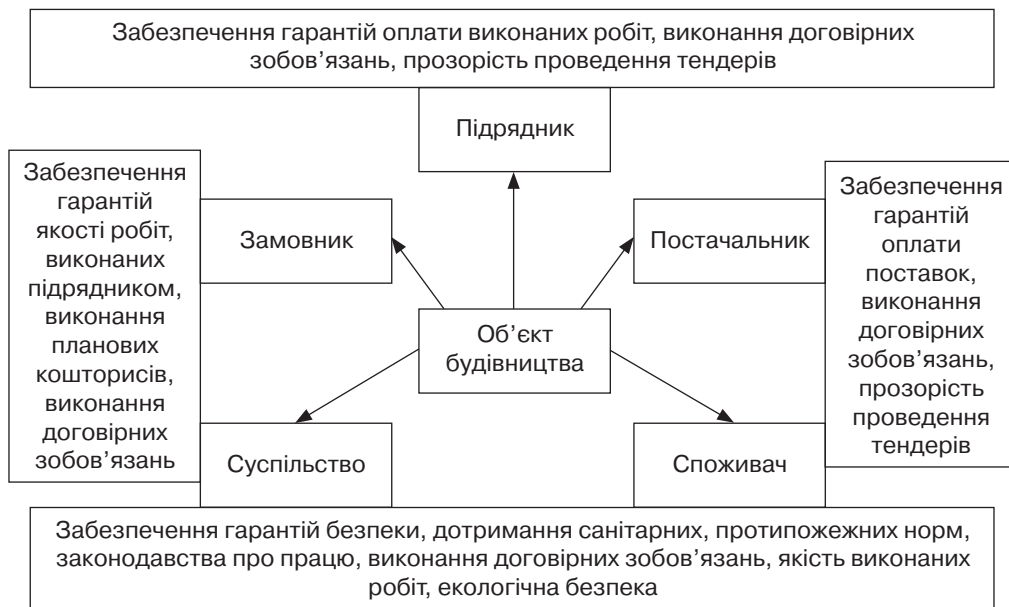 Забезпечення гарантій оплати виконаних робіт, виконання договірних
зобов’язань, прозорість проведення тендерів
Підрядник
Забезпечення
гарантій
якості робіт,
виконаних
підрядником,
виконання
планових
кошторисів,
виконання
договірних
зобов’язань
Замовник
Постачальник
Забезпечення
гарантій
оплати
поставок,
виконання
договірних
зобов’язань,
прозорість
проведення
тендерів
Об’єкт
будівництва
Суспільство
Споживач
Забезпечення гарантій безпеки, дотримання санітарних, протипожежних норм,
законодавства про працю, виконання договірних зобов’язань, якість виконаних
робіт, екологічна безпека